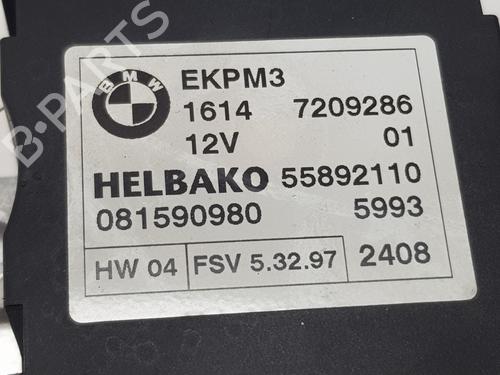 BMW
EKPM3
1614 7209286
12V 01
HELBAKO 55892110
081590980 5993
HW 04 FSV 5.32.97 2408
B-PARTS